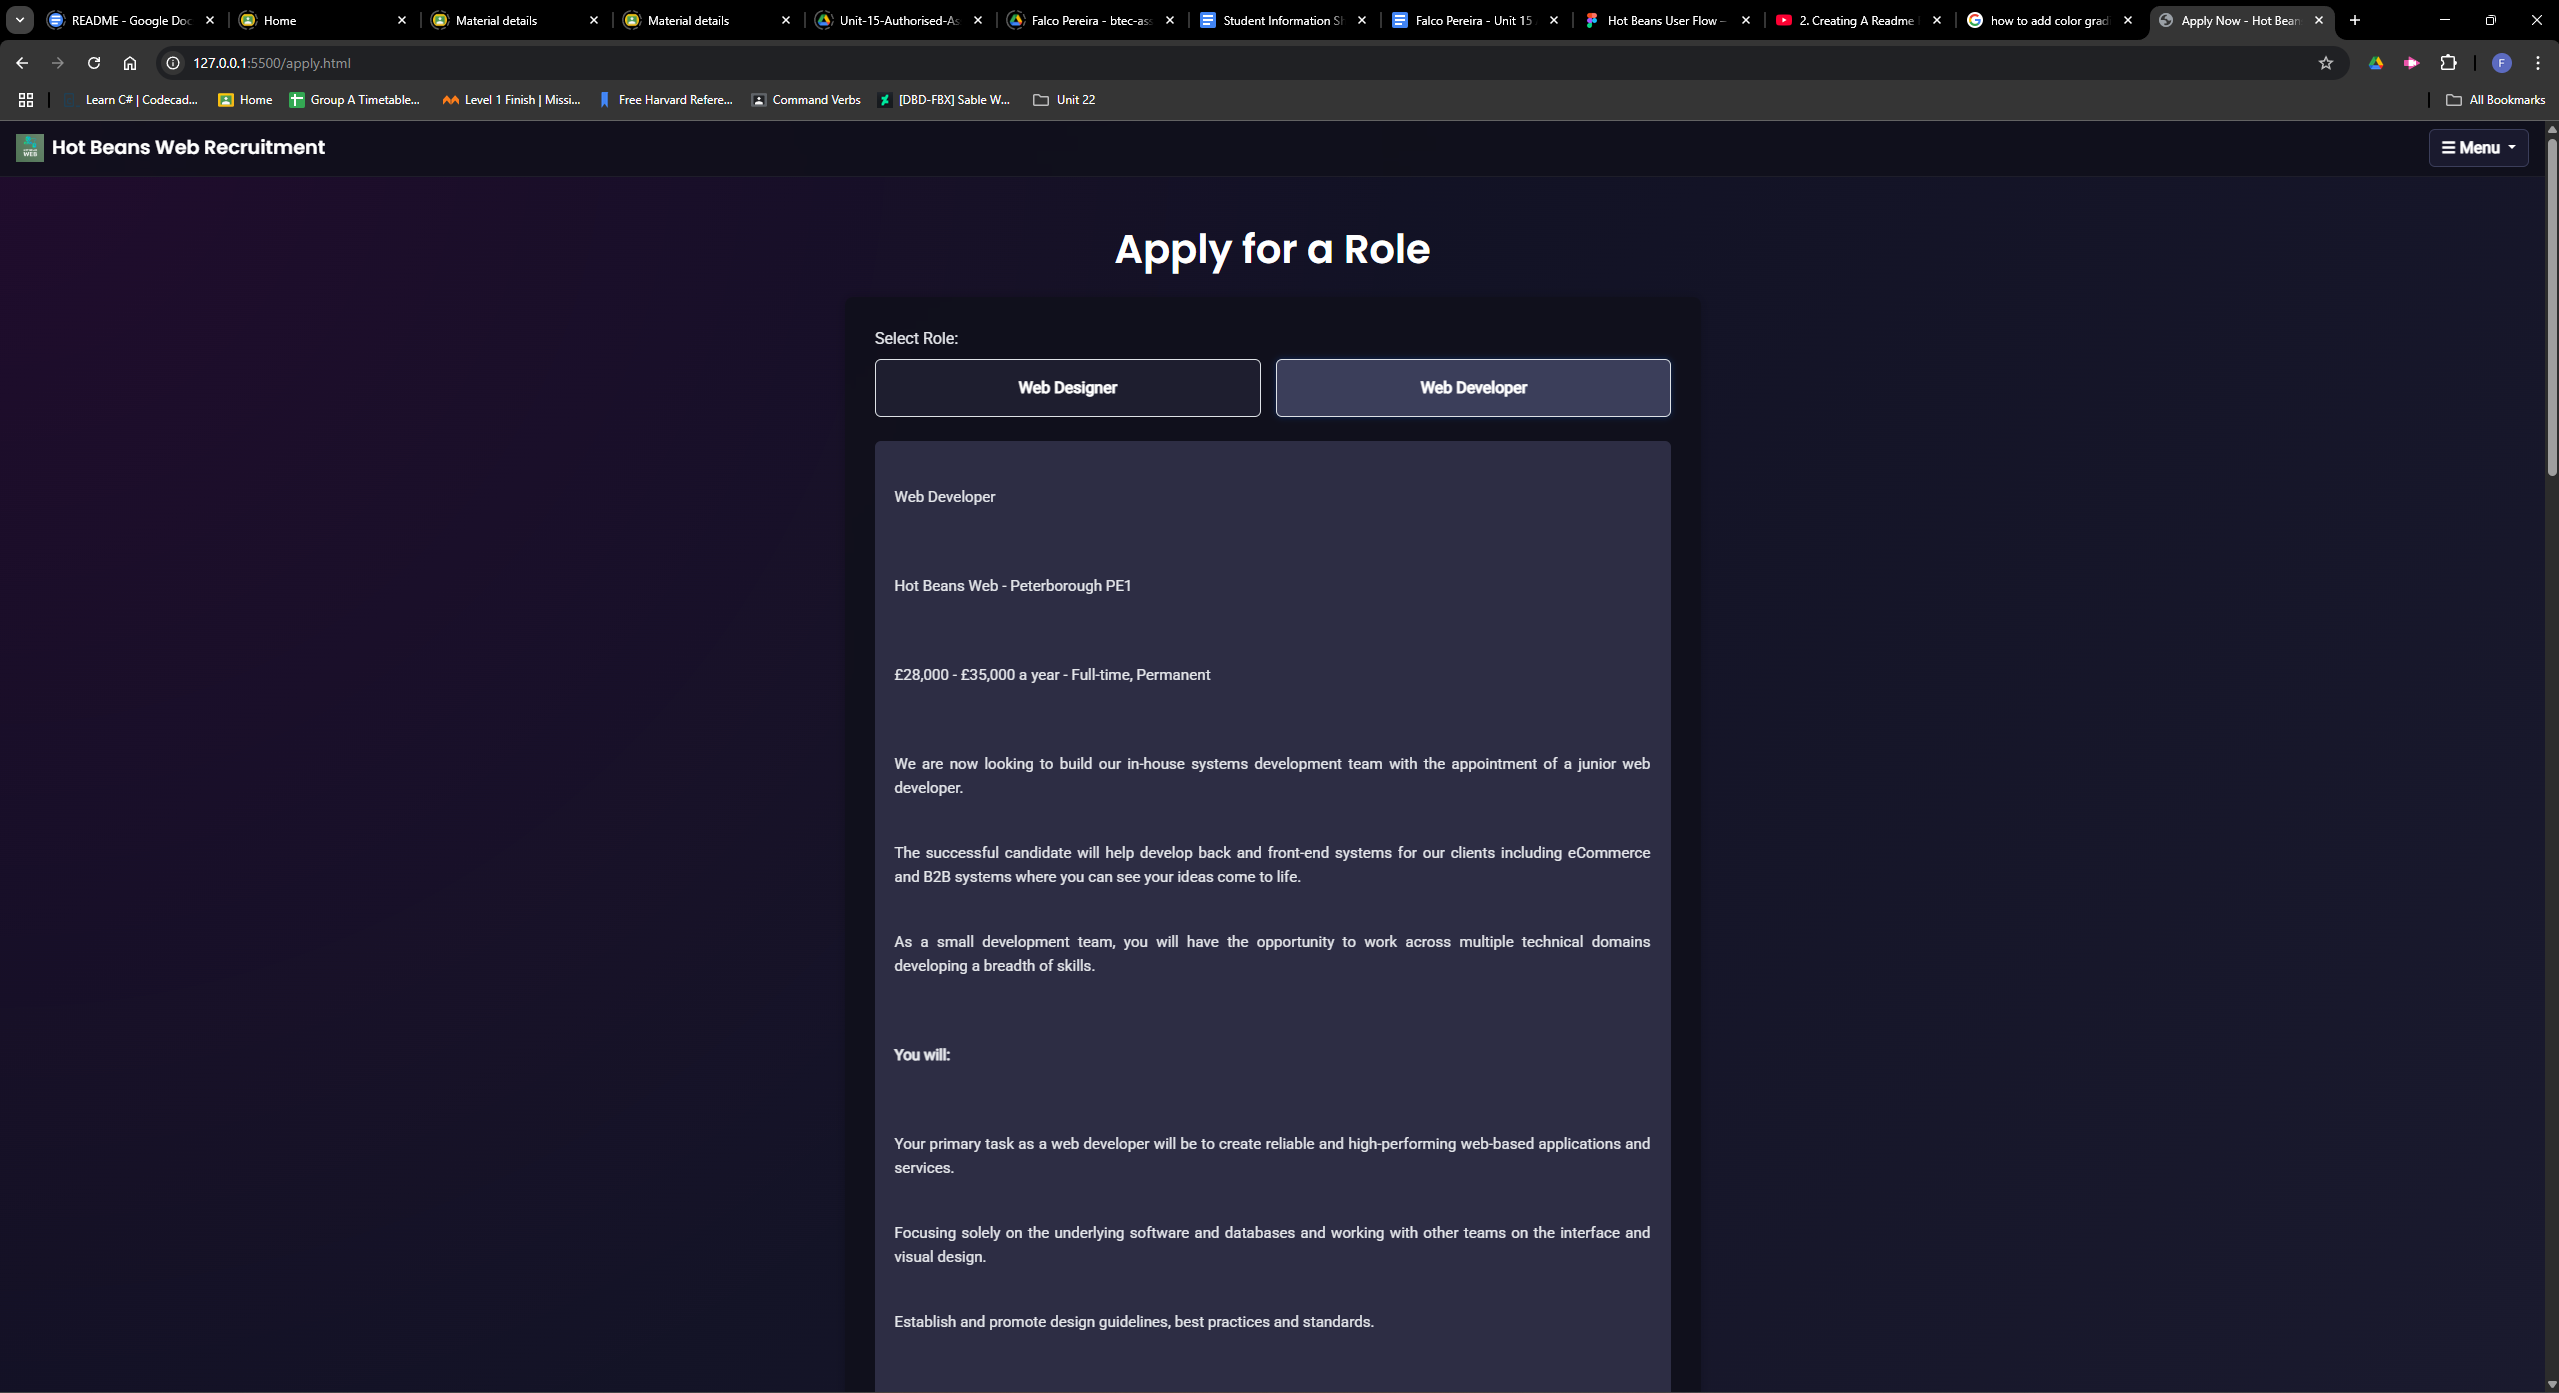 README - Google Doc
Home
Material details
Material details
Unit-15-Authorised-As
Falco Pereira - btec-ass
Student Information Sh
Falco Pereira - Unit 15
Hot Beans User Flow –
2. Creating A Readme
how to add color gradi
Apply Now - Hot Bean
127.0.0.1:5500/apply.html
F
Learn C# | Codecad...
Home
Group A Timetable...
Level 1 Finish | Missi...
Free Harvard Refere...
Command Verbs
[DBD-FBX] Sable W...
Unit 22
All Bookmarks
Hot Beans Web Recruitment
Menu
Apply for a Role
Select Role:
Web Designer
Web Developer
Web Developer
Hot Beans Web - Peterborough PE1
£28,000 - £35,000 a year - Full-time, Permanent
We are now looking to build our in-house systems development team with the appointment of a junior web
developer.
The successful candidate will help develop back and front-end systems for our clients including eCommerce
and B2B systems where you can see your ideas come to life.
As a small development team, you will have the opportunity to work across multiple technical domains
developing a breadth of skills.
You will:
Your primary task as a web developer will be to create reliable and high-performing web-based applications and
services.
Focusing solely on the underlying software and databases and working with other teams on the interface and
visual design.
Establish and promote design guidelines, best practices and standards.